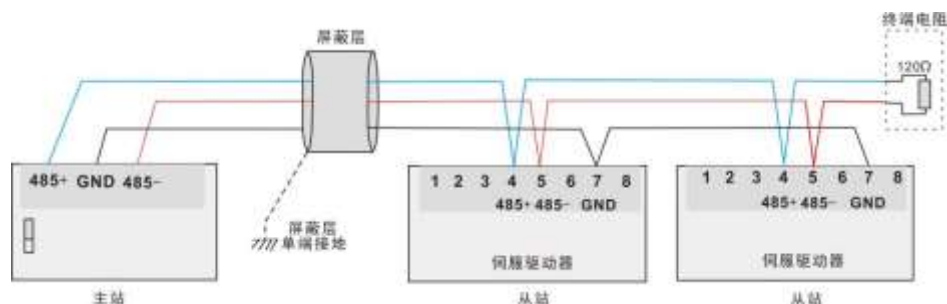 终端电阻
屏蔽层
120Ω
485+ GND 485-
1 2 3 4 5 6 7 8
485+ 485- GND
1 2 3 4 5 6 7 8
485+ 485- GND
屏蔽层
单端接地
伺服驱动器
伺服驱动器
主站
从站
从站